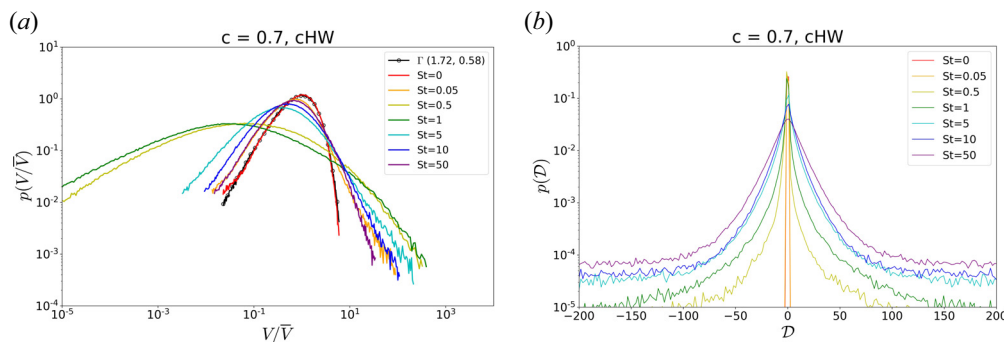 (a)
c = 0.7, cHW
10^1
10^0
10^-1
10^-2
10^-3
10^-4
p(V/V̅)
10^-5
10^-3
10^-1
10^1
10^3
V/V̅
Γ (1.72, 0.58)
St=0
St=0.05
St=0.5
St=1
St=5
St=10
St=50
(b)
c = 0.7, cHW
10^0
10^-1
10^-2
10^-3
10^-4
10^-5
p(𝒟)
-200 -150 -100 -50 0 50 100 150 200
𝒟
St=0
St=0.05
St=0.5
St=1
St=5
St=10
St=50